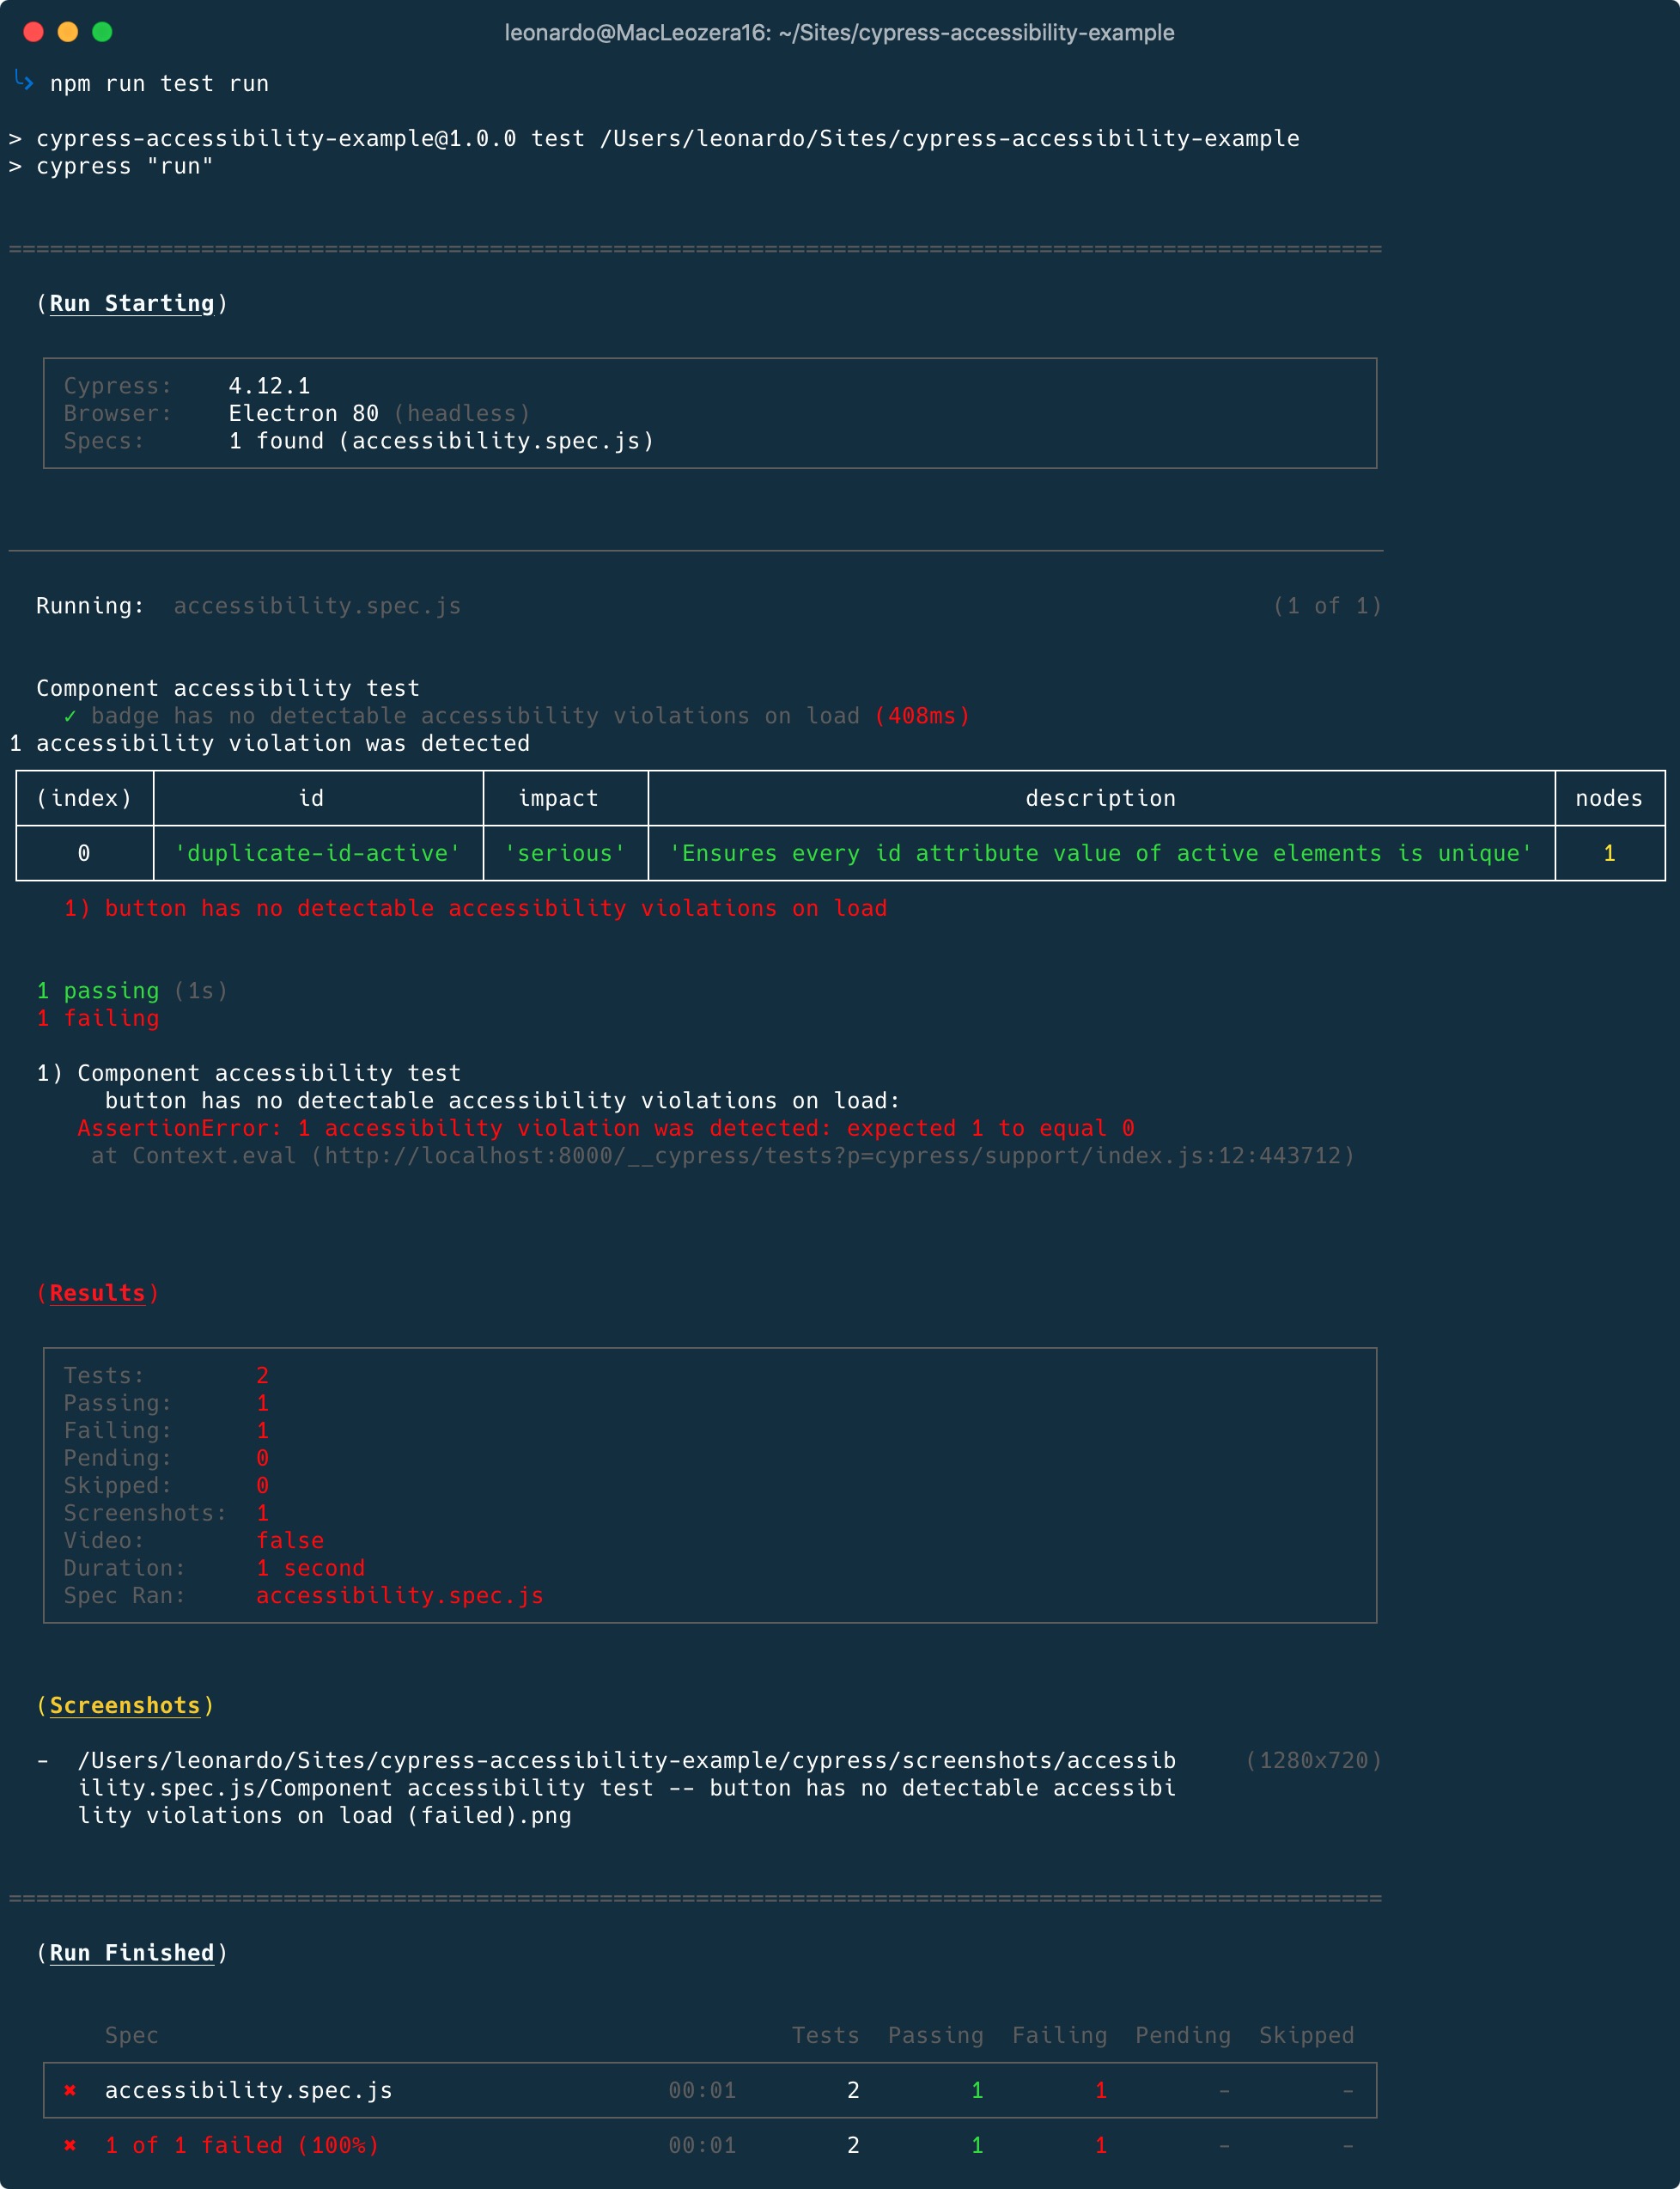 leonardo@MacLeozera16: ~/Sites/cypress-accessibility-example
npm run test run
> cypress-accessibility-example@1.0.0 test /Users/leonardo/Sites/cypress-accessibility-example
> cypress "run"
====================================================================================================
(Run Starting)
Cypress: 4.12.1
Browser: Electron 80 (headless)
Specs: 1 found (accessibility.spec.js)
Running: accessibility.spec.js (1 of 1)
Component accessibility test
✓ badge has no detectable accessibility violations on load (408ms)
1 accessibility violation was detected
(index) id impact description nodes
0 'duplicate-id-active' 'serious' 'Ensures every id attribute value of active elements is unique' 1
1) button has no detectable accessibility violations on load
1 passing (1s)
1 failing
1) Component accessibility test
button has no detectable accessibility violations on load:
AssertionError: 1 accessibility violation was detected: expected 1 to equal 0
at Context.eval (http://localhost:8000/__cypress/tests?p=cypress/support/index.js:12:443712)
(Results)
Tests: 2
Passing: 1
Failing: 1
Pending: 0
Skipped: 0
Screenshots: 1
Video: false
Duration: 1 second
Spec Ran: accessibility.spec.js
(Screenshots)
- /Users/leonardo/Sites/cypress-accessibility-example/cypress/screenshots/accessib (1280x720)
ility.spec.js/Component accessibility test -- button has no detectable accessibi
lity violations on load (failed).png
====================================================================================================
(Run Finished)
Spec Tests Passing Failing Pending Skipped
✖ accessibility.spec.js 00:01 2 1 1 - -
✖ 1 of 1 failed (100%) 00:01 2 1 1 - -